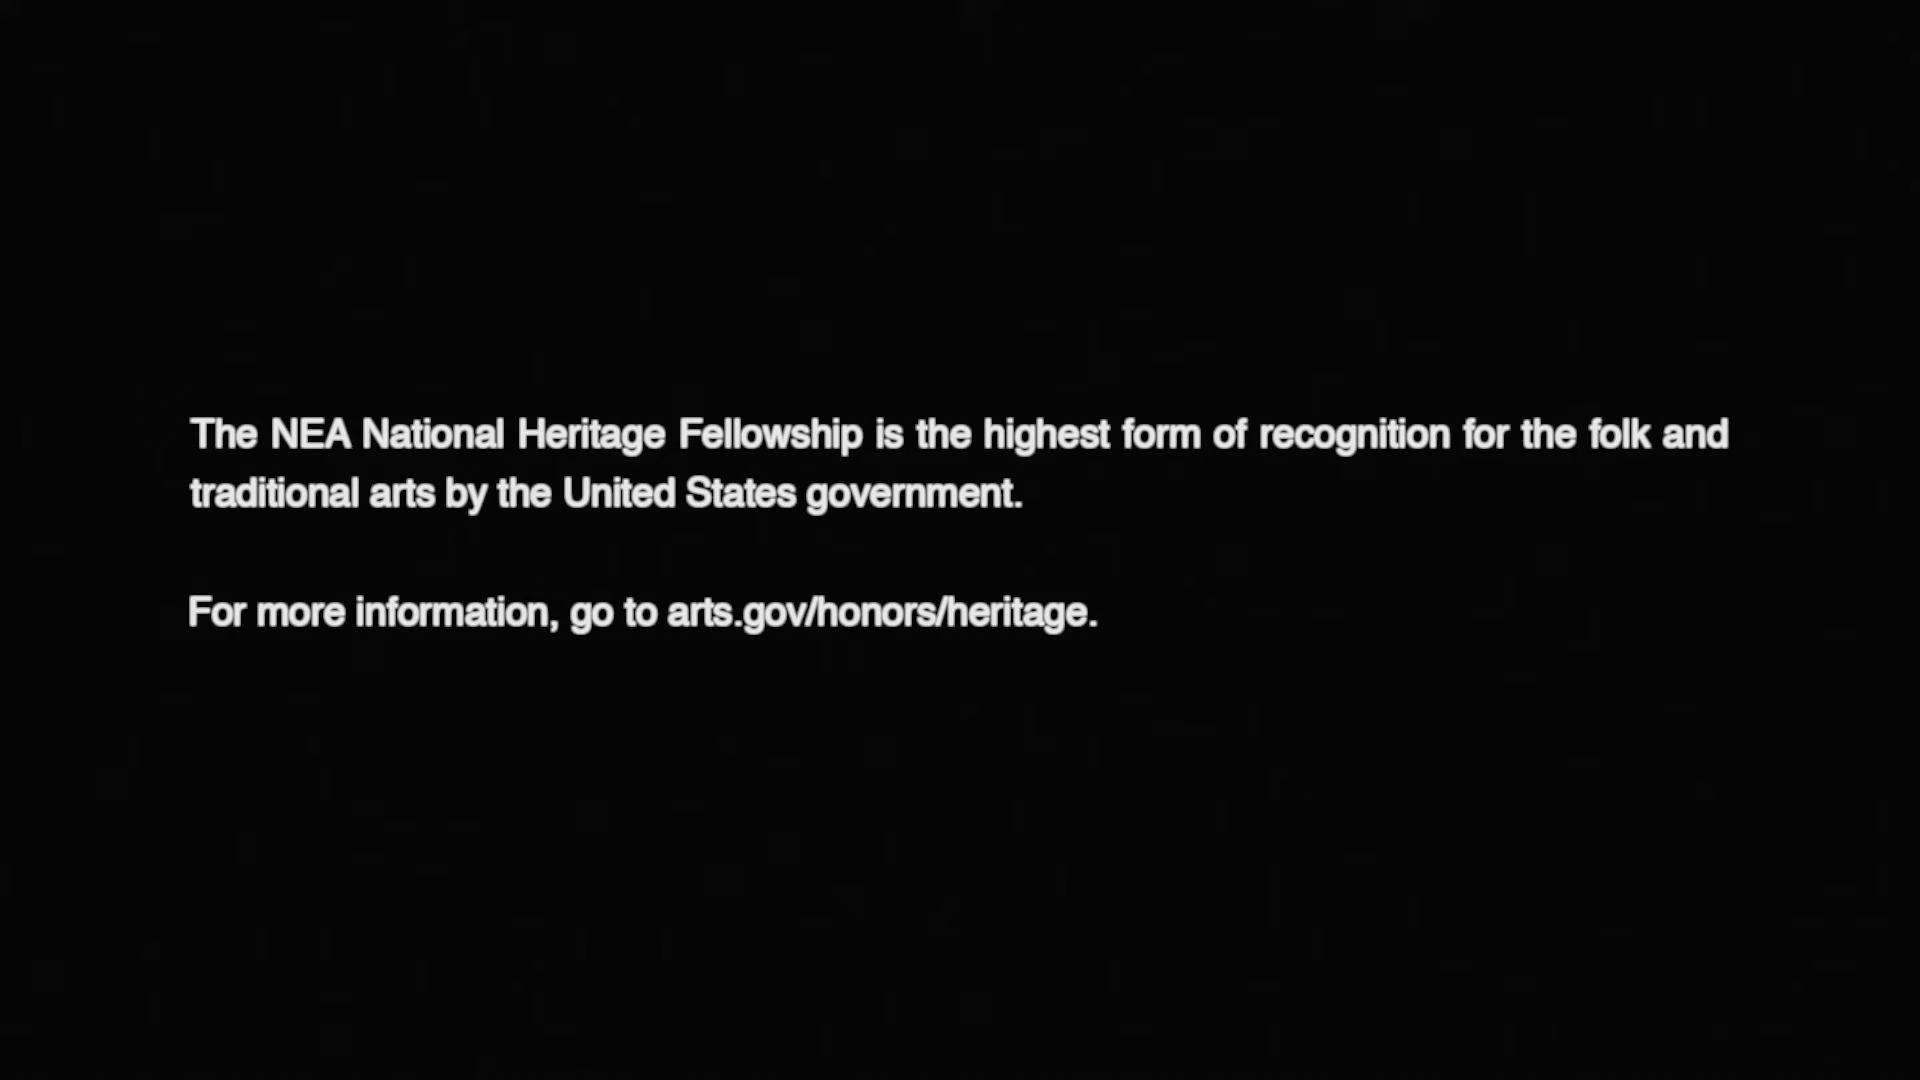 The NEA National Heritage Fellowship is the highest form of recognition for the folk and
traditional arts by the United States government.
For more information, go to arts.gov/honors/heritage.